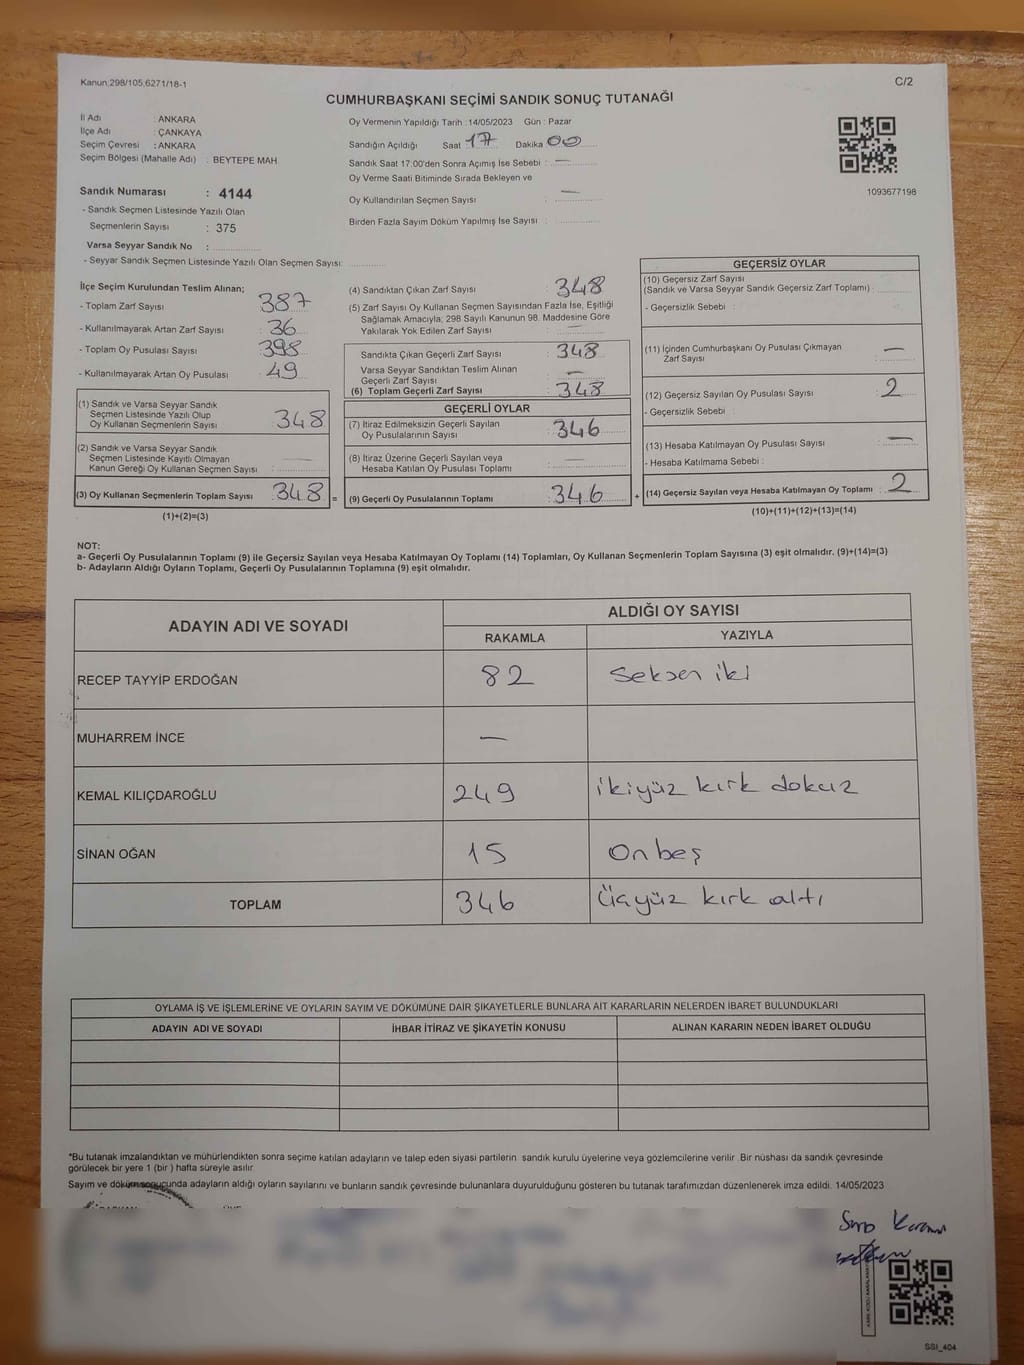 Kanun;298/105;6271/18-1
C/2
CUMHURBAŞKANI SEÇİMİ SANDIK SONUÇ TUTANAĞI
İl Adı : ANKARA
İlçe Adı : ÇANKAYA
Seçim Çevresi : ANKARA
Seçim Bölgesi (Mahalle Adı) : BEYTEPE MAH
Sandık Numarası : 4144
- Sandık Seçmen Listesinde Yazılı Olan
Seçmenlerin Sayısı : 375
Varsa Seyyar Sandık No :
- Seyyar Sandık Seçmen Listesinde Yazılı Olan Seçmen Sayısı:
Oy Vermenin Yapıldığı Tarih :14/05/2023 Gün : Pazar
Sandığın Açıldığı Saat 17 Dakika 00
Sandık Saat 17:00'den Sonra Açımış İse Sebebi : —
Oy Verme Saati Bitiminde Sırada Bekleyen ve
Oy Kullandırılan Seçmen Sayısı : —
Birden Fazla Sayım Döküm Yapılmış İse Sayısı :
1093677198
İlçe Seçim Kurulundan Teslim Alınan;
- Toplam Zarf Sayısı : 387
- Kullanılmayarak Artan Zarf Sayısı : 36
- Toplam Oy Pusulası Sayısı : 398
- Kullanılmayarak Artan Oy Pusulası : 49
(1) Sandık ve Varsa Seyyar Sandık
Seçmen Listesinde Yazılı Olup
Oy Kullanan Seçmenlerin Sayısı : 348
(2) Sandık ve Varsa Seyyar Sandık
Seçmen Listesinde Kayıtlı Olmayan
Kanun Gereği Oy Kullanan Seçmen Sayısı : —
(3) Oy Kullanan Seçmenlerin Toplam Sayısı : 348 =
(1)+(2)=(3)
(4) Sandıktan Çıkan Zarf Sayısı : 348
(5) Zarf Sayısı Oy Kullanan Seçmen Sayısından Fazla İse, Eşitliği
Sağlamak Amacıyla; 298 Sayılı Kanunun 98. Maddesine Göre
Yakılarak Yok Edilen Zarf Sayısı : —
Sandıkta Çıkan Geçerli Zarf Sayısı : 348
Varsa Seyyar Sandıktan Teslim Alınan
Geçerli Zarf Sayısı : —
(6) Toplam Geçerli Zarf Sayısı : 348
GEÇERLİ OYLAR
(7) İtiraz Edilmeksizin Geçerli Sayılan
Oy Pusulalarının Sayısı : 346
(8) İtiraz Üzerine Geçerli Sayılan veya
Hesaba Katılan Oy Pusulası Toplamı : —
(9) Geçerli Oy Pusulalarının Toplamı : 346 +
GEÇERSİZ OYLAR
(10) Geçersiz Zarf Sayısı
(Sandık ve Varsa Seyyar Sandık Geçersiz Zarf Toplamı) :
- Geçersizlik Sebebi :
(11) İçinden Cumhurbaşkanı Oy Pusulası Çıkmayan
Zarf Sayısı : —
(12) Geçersiz Sayılan Oy Pusulası Sayısı : 2
- Geçersizlik Sebebi :
(13) Hesaba Katılmayan Oy Pusulası Sayısı : —
- Hesaba Katılmama Sebebi :
(14) Geçersiz Sayılan veya Hesaba Katılmayan Oy Toplamı : 2
(10)+(11)+(12)+(13)=(14)
NOT:
a- Geçerli Oy Pusulalarının Toplamı (9) ile Geçersiz Sayılan veya Hesaba Katılmayan Oy Toplamı (14) Toplamları, Oy Kullanan Seçmenlerin Toplam Sayısına (3) eşit olmalıdır. (9)+(14)=(3)
b- Adayların Aldığı Oyların Toplamı, Geçerli Oy Pusulalarının Toplamına (9) eşit olmalıdır.
ADAYIN ADI VE SOYADI ALDIĞI OY SAYISI
RAKAMLA YAZIYLA
RECEP TAYYİP ERDOĞAN 82 Seksen iki
MUHARREM İNCE —
KEMAL KILIÇDAROĞLU 249 ikiyüz kırk dokuz
SİNAN OĞAN 15 On beş
TOPLAM 346 Üçyüz kırk altı
OYLAMA İŞ VE İŞLEMLERİNE VE OYLARIN SAYIM VE DÖKÜMÜNE DAİR ŞİKAYETLERLE BUNLARA AİT KARARLARIN NELERDEN İBARET BULUNDUKLARI
ADAYIN ADI VE SOYADI İHBAR İTİRAZ VE ŞİKAYETİN KONUSU ALINAN KARARIN NEDEN İBARET OLDUĞU
*Bu tutanak imzalandıktan ve mühürlendikten sonra seçime katılan adayların ve talep eden siyasi partilerin sandık kurulu üyelerine veya gözlemcilerine verilir .Bir nüshası da sandık çevresinde
görülecek bir yere 1 (bir ) hafta süreyle asılır.
Sayım ve döküm sonucunda adayların aldığı oyların sayılarını ve bunların sandık çevresinde bulunanlara duyurulduğunu gösteren bu tutanak tarafımızdan düzenlenerek imza edildi. 14/05/2023
SSI_404